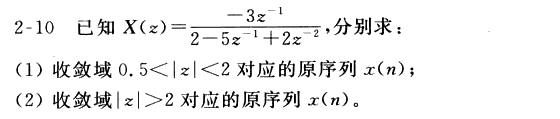 2-10 已知 X(z)=\frac{-3z^{-1}}{2-5z^{-1}+2z^{-2}},分别求：
(1) 收敛域 0.5<|z|<2 对应的原序列 x(n)；
(2) 收敛域|z|>2 对应的原序列 x(n)。